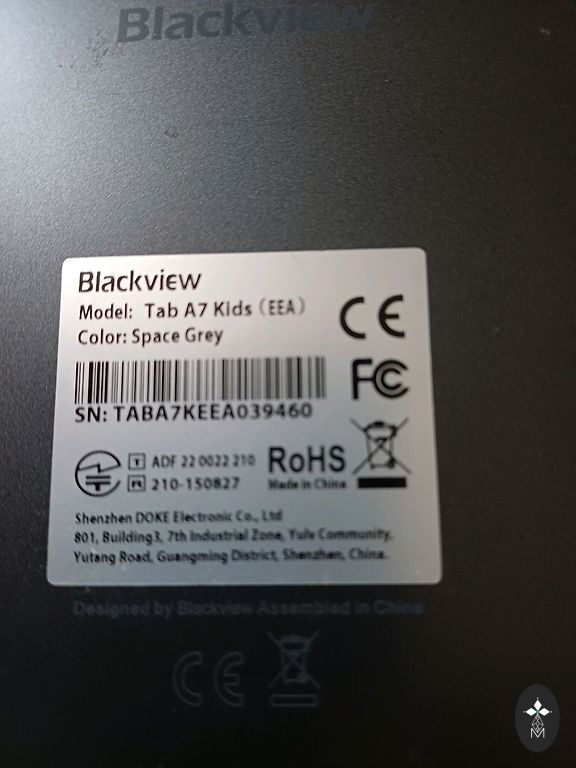 Blackview
Blackview
Model: Tab A7 Kids (EEA)
Color: Space Grey
CE
FC
SN: TABA7KEEA039460
T ADF 22 0022 210
R 210-150827
RoHS
Made in China
Shenzhen DOKE Electronic Co., Ltd
801, Building3, 7th Industrial Zone, Yulv Community,
Yutang Road, Guangming District, Shenzhen, China.
Designed by Blackview Assembled in China
CE
M